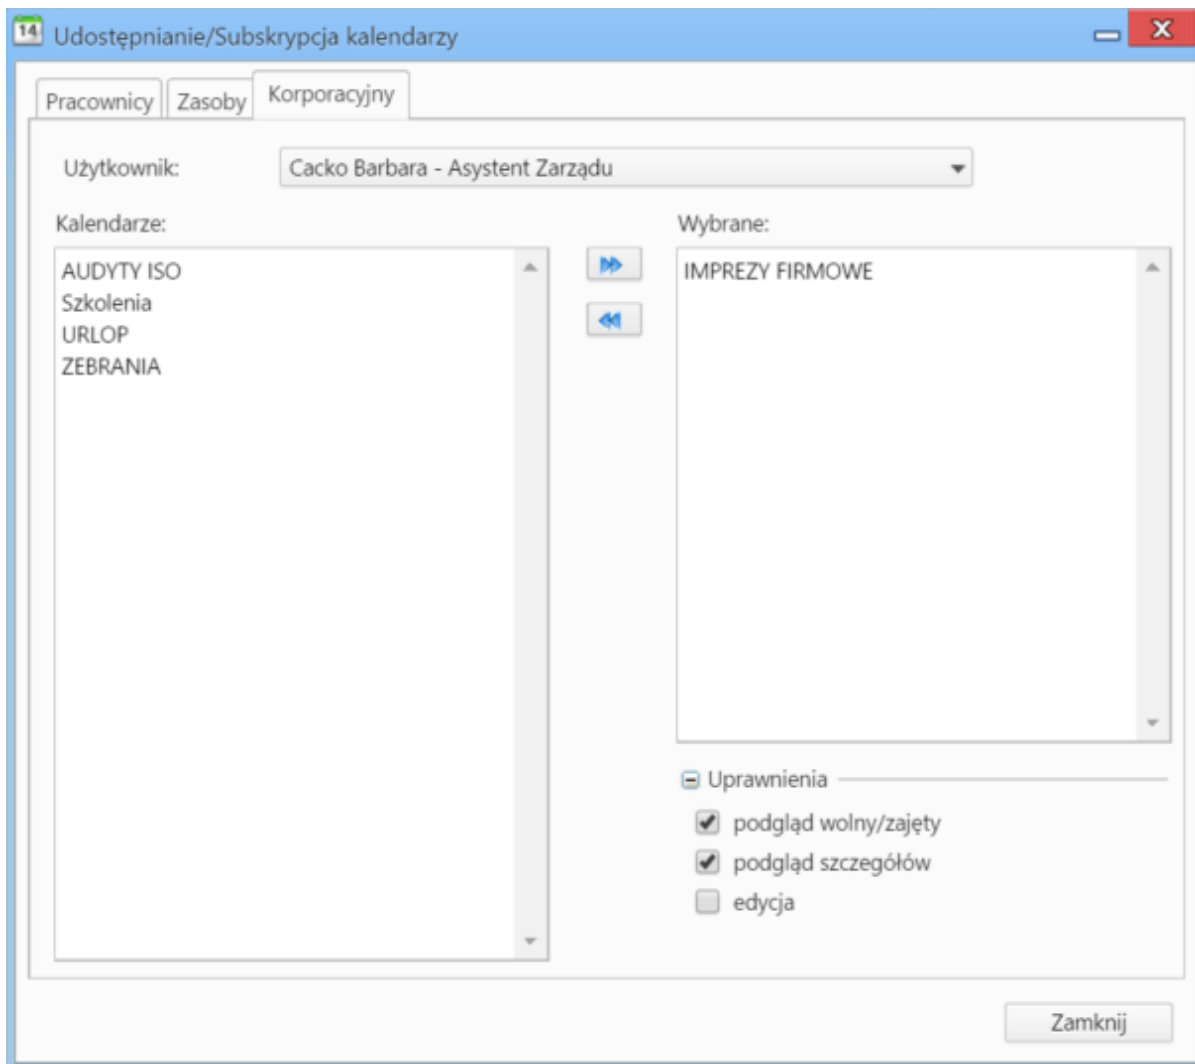 14 Udostępnianie/Subskrypcja kalendarzy
Pracownicy Zasoby Korporacyjny
Użytkownik: Cacko Barbara - Asystent Zarządu
Kalendarze:
AUDYTY ISO
Szkolenia
URLOP
ZEBRANIA
Wybrane:
IMPREZY FIRMOWE
Uprawnienia
podgląd wolny/zajęty
podgląd szczegółów
edycja
Zamknij